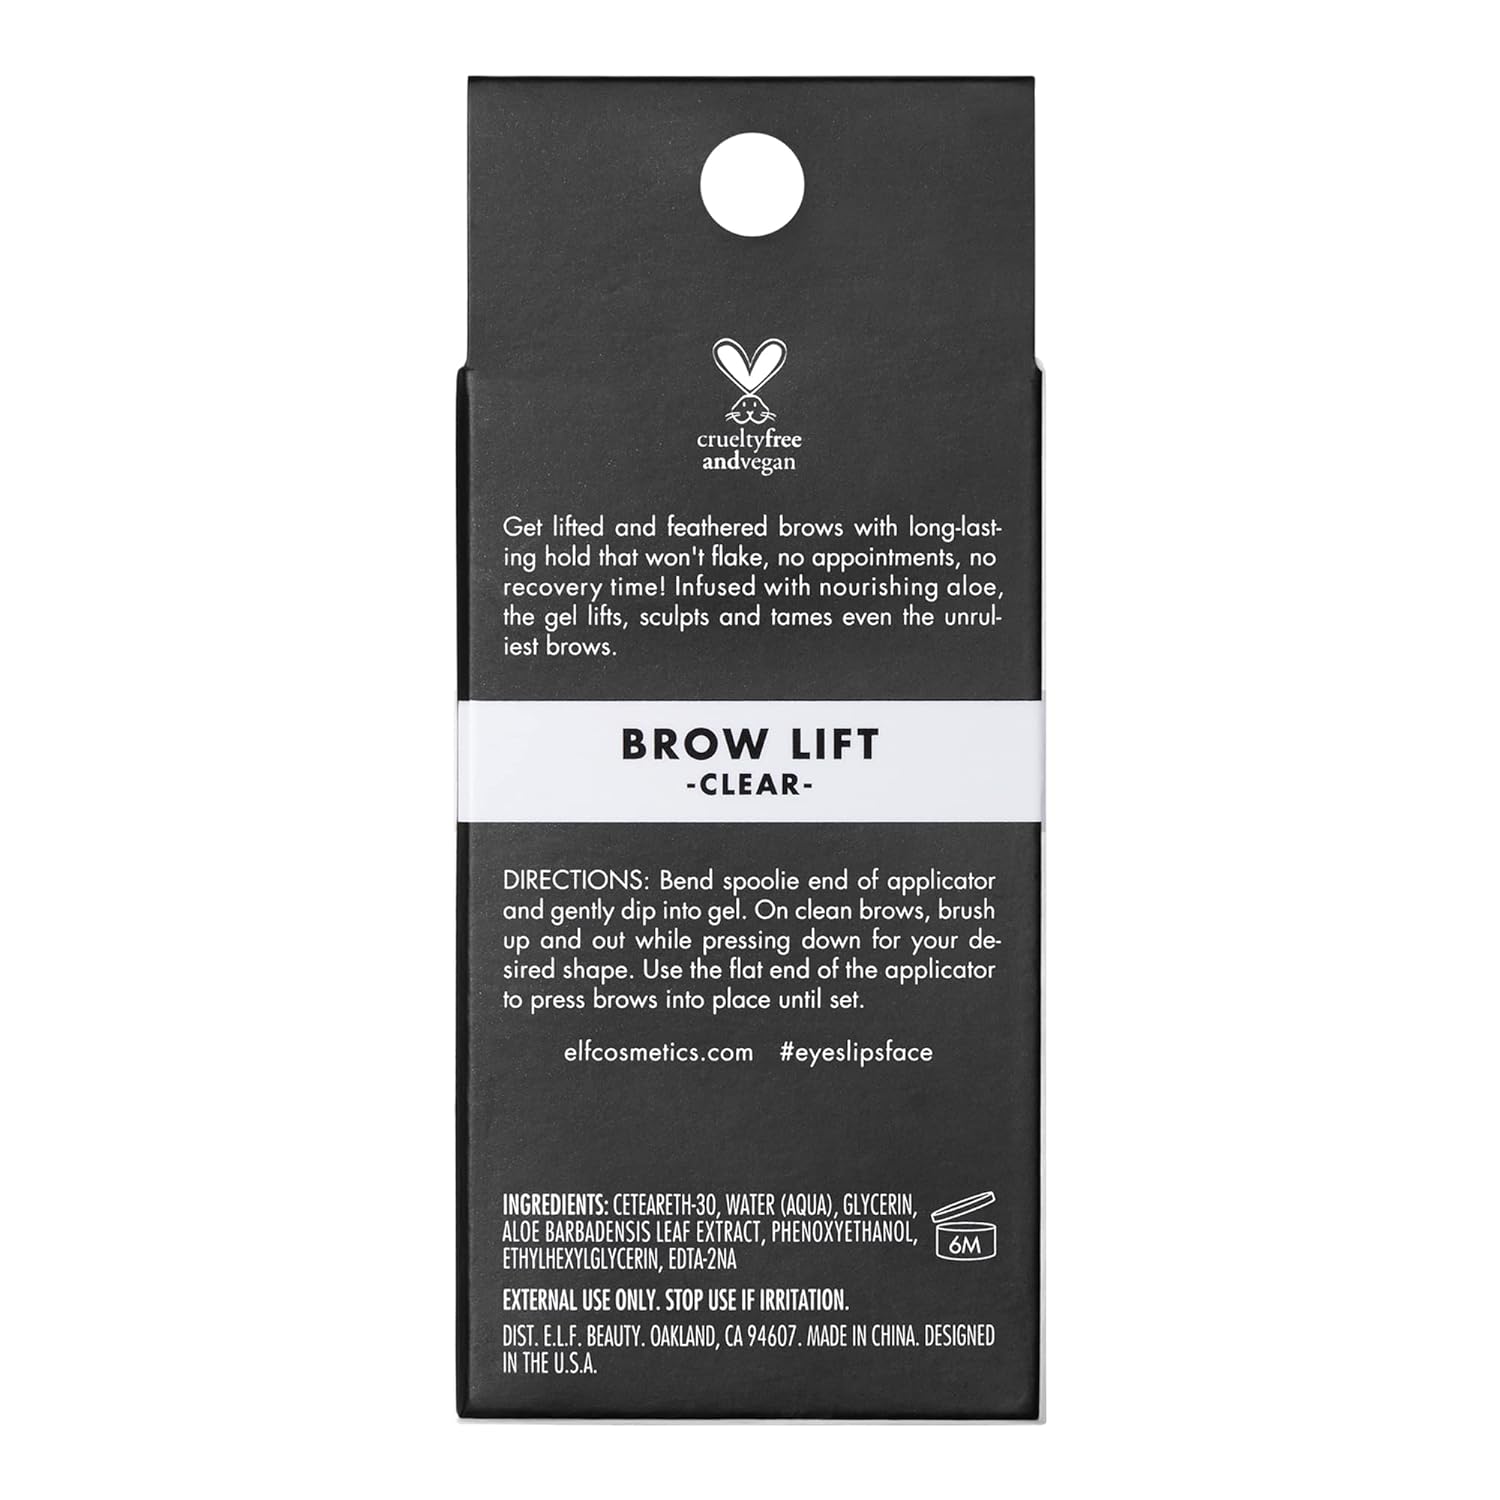 crueltyfree
andvegan
Get lifted and feathered brows with long-last-
ing hold that won't flake, no appointments, no
recovery time! Infused with nourishing aloe,
the gel lifts, sculpts and tames even the unrul-
iest brows.
BROW LIFT
-CLEAR-
DIRECTIONS: Bend spoolie end of applicator
and gently dip into gel. On clean brows, brush
up and out while pressing down for your de-
sired shape. Use the flat end of the applicator
to press brows into place until set.
elfcosmetics.com #eyeslipsface
INGREDIENTS: CETEARETH-30, WATER (AQUA), GLYCERIN,
ALOE BARBADENSIS LEAF EXTRACT, PHENOXYETHANOL,
ETHYLHEXYLGLYCERIN, EDTA-2NA
6M
EXTERNAL USE ONLY. STOP USE IF IRRITATION.
DIST. E.L.F. BEAUTY. OAKLAND, CA 94607. MADE IN CHINA. DESIGNED
IN THE U.S.A.